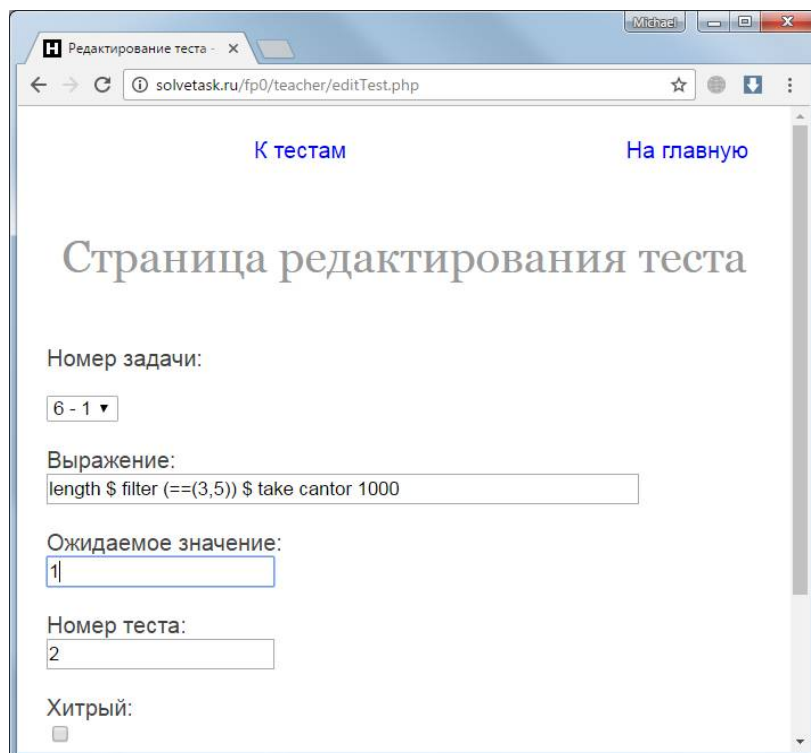 Michael
Редактирование теста -
solvetask.ru/fp0/teacher/editTest.php
К тестам На главную
Страница редактирования теста
Номер задачи:
6 - 1
Выражение:
length $ filter (==(3,5)) $ take cantor 1000
Ожидаемое значение:
1
Номер теста:
2
Хитрый: